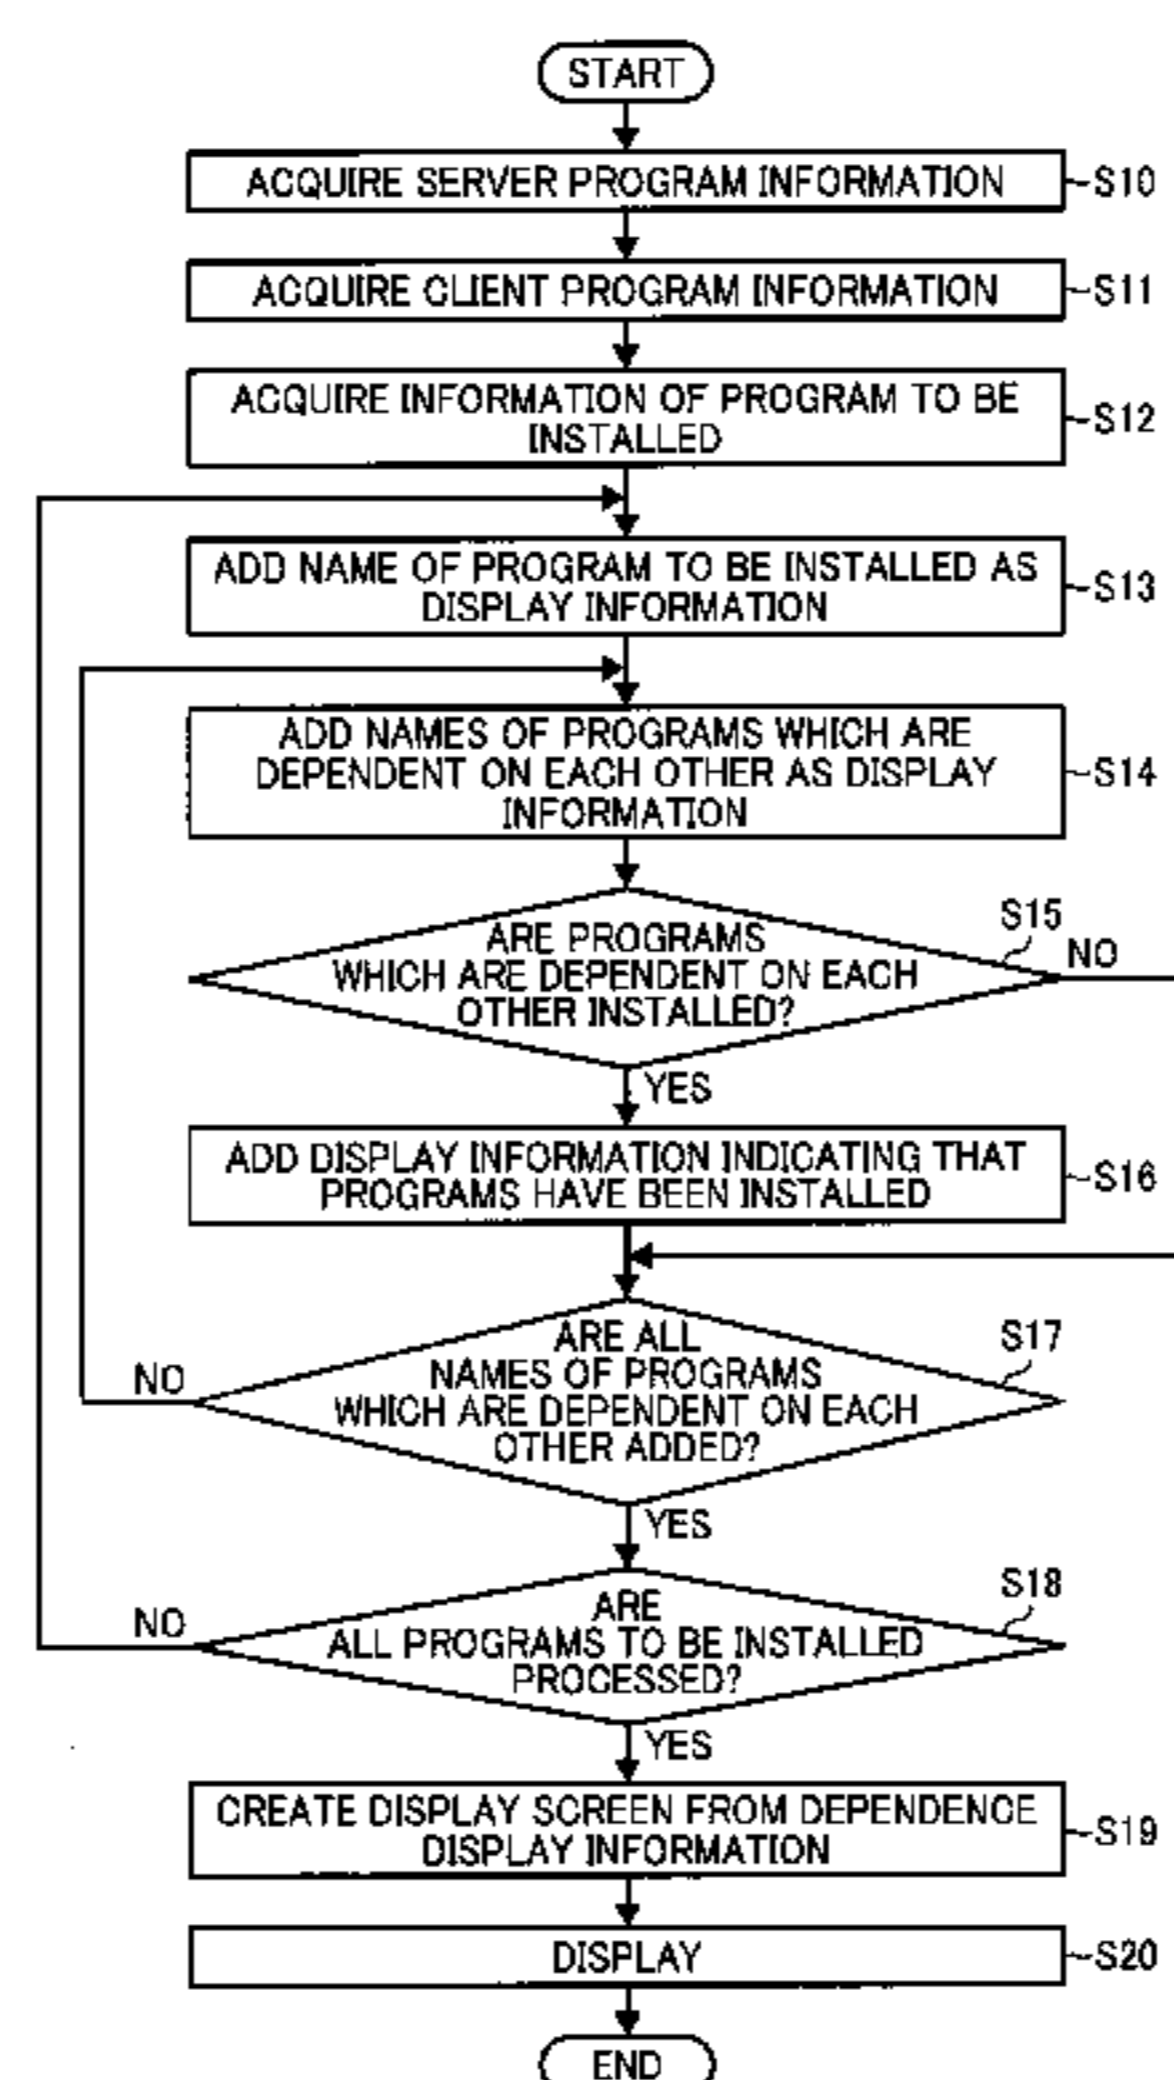 START
ACQUIRE SERVER PROGRAM INFORMATION
S10
ACQUIRE CLIENT PROGRAM INFORMATION
S11
ACQUIRE INFORMATION OF PROGRAM TO BE
INSTALLED
S12
ADD NAME OF PROGRAM TO BE INSTALLED AS
DISPLAY INFORMATION
S13
ADD NAMES OF PROGRAMS WHICH ARE
DEPENDENT ON EACH OTHER AS DISPLAY
INFORMATION
S14
ARE PROGRAMS
WHICH ARE DEPENDENT ON EACH
OTHER INSTALLED?
S15
NO
YES
ADD DISPLAY INFORMATION INDICATING THAT
PROGRAMS HAVE BEEN INSTALLED
S16
ARE ALL
NAMES OF PROGRAMS
WHICH ARE DEPENDENT ON EACH
OTHER ADDED?
S17
NO
YES
ARE
ALL PROGRAMS TO BE INSTALLED
PROCESSED?
S18
NO
YES
CREATE DISPLAY SCREEN FROM DEPENDENCE
DISPLAY INFORMATION
S19
DISPLAY
S20
END